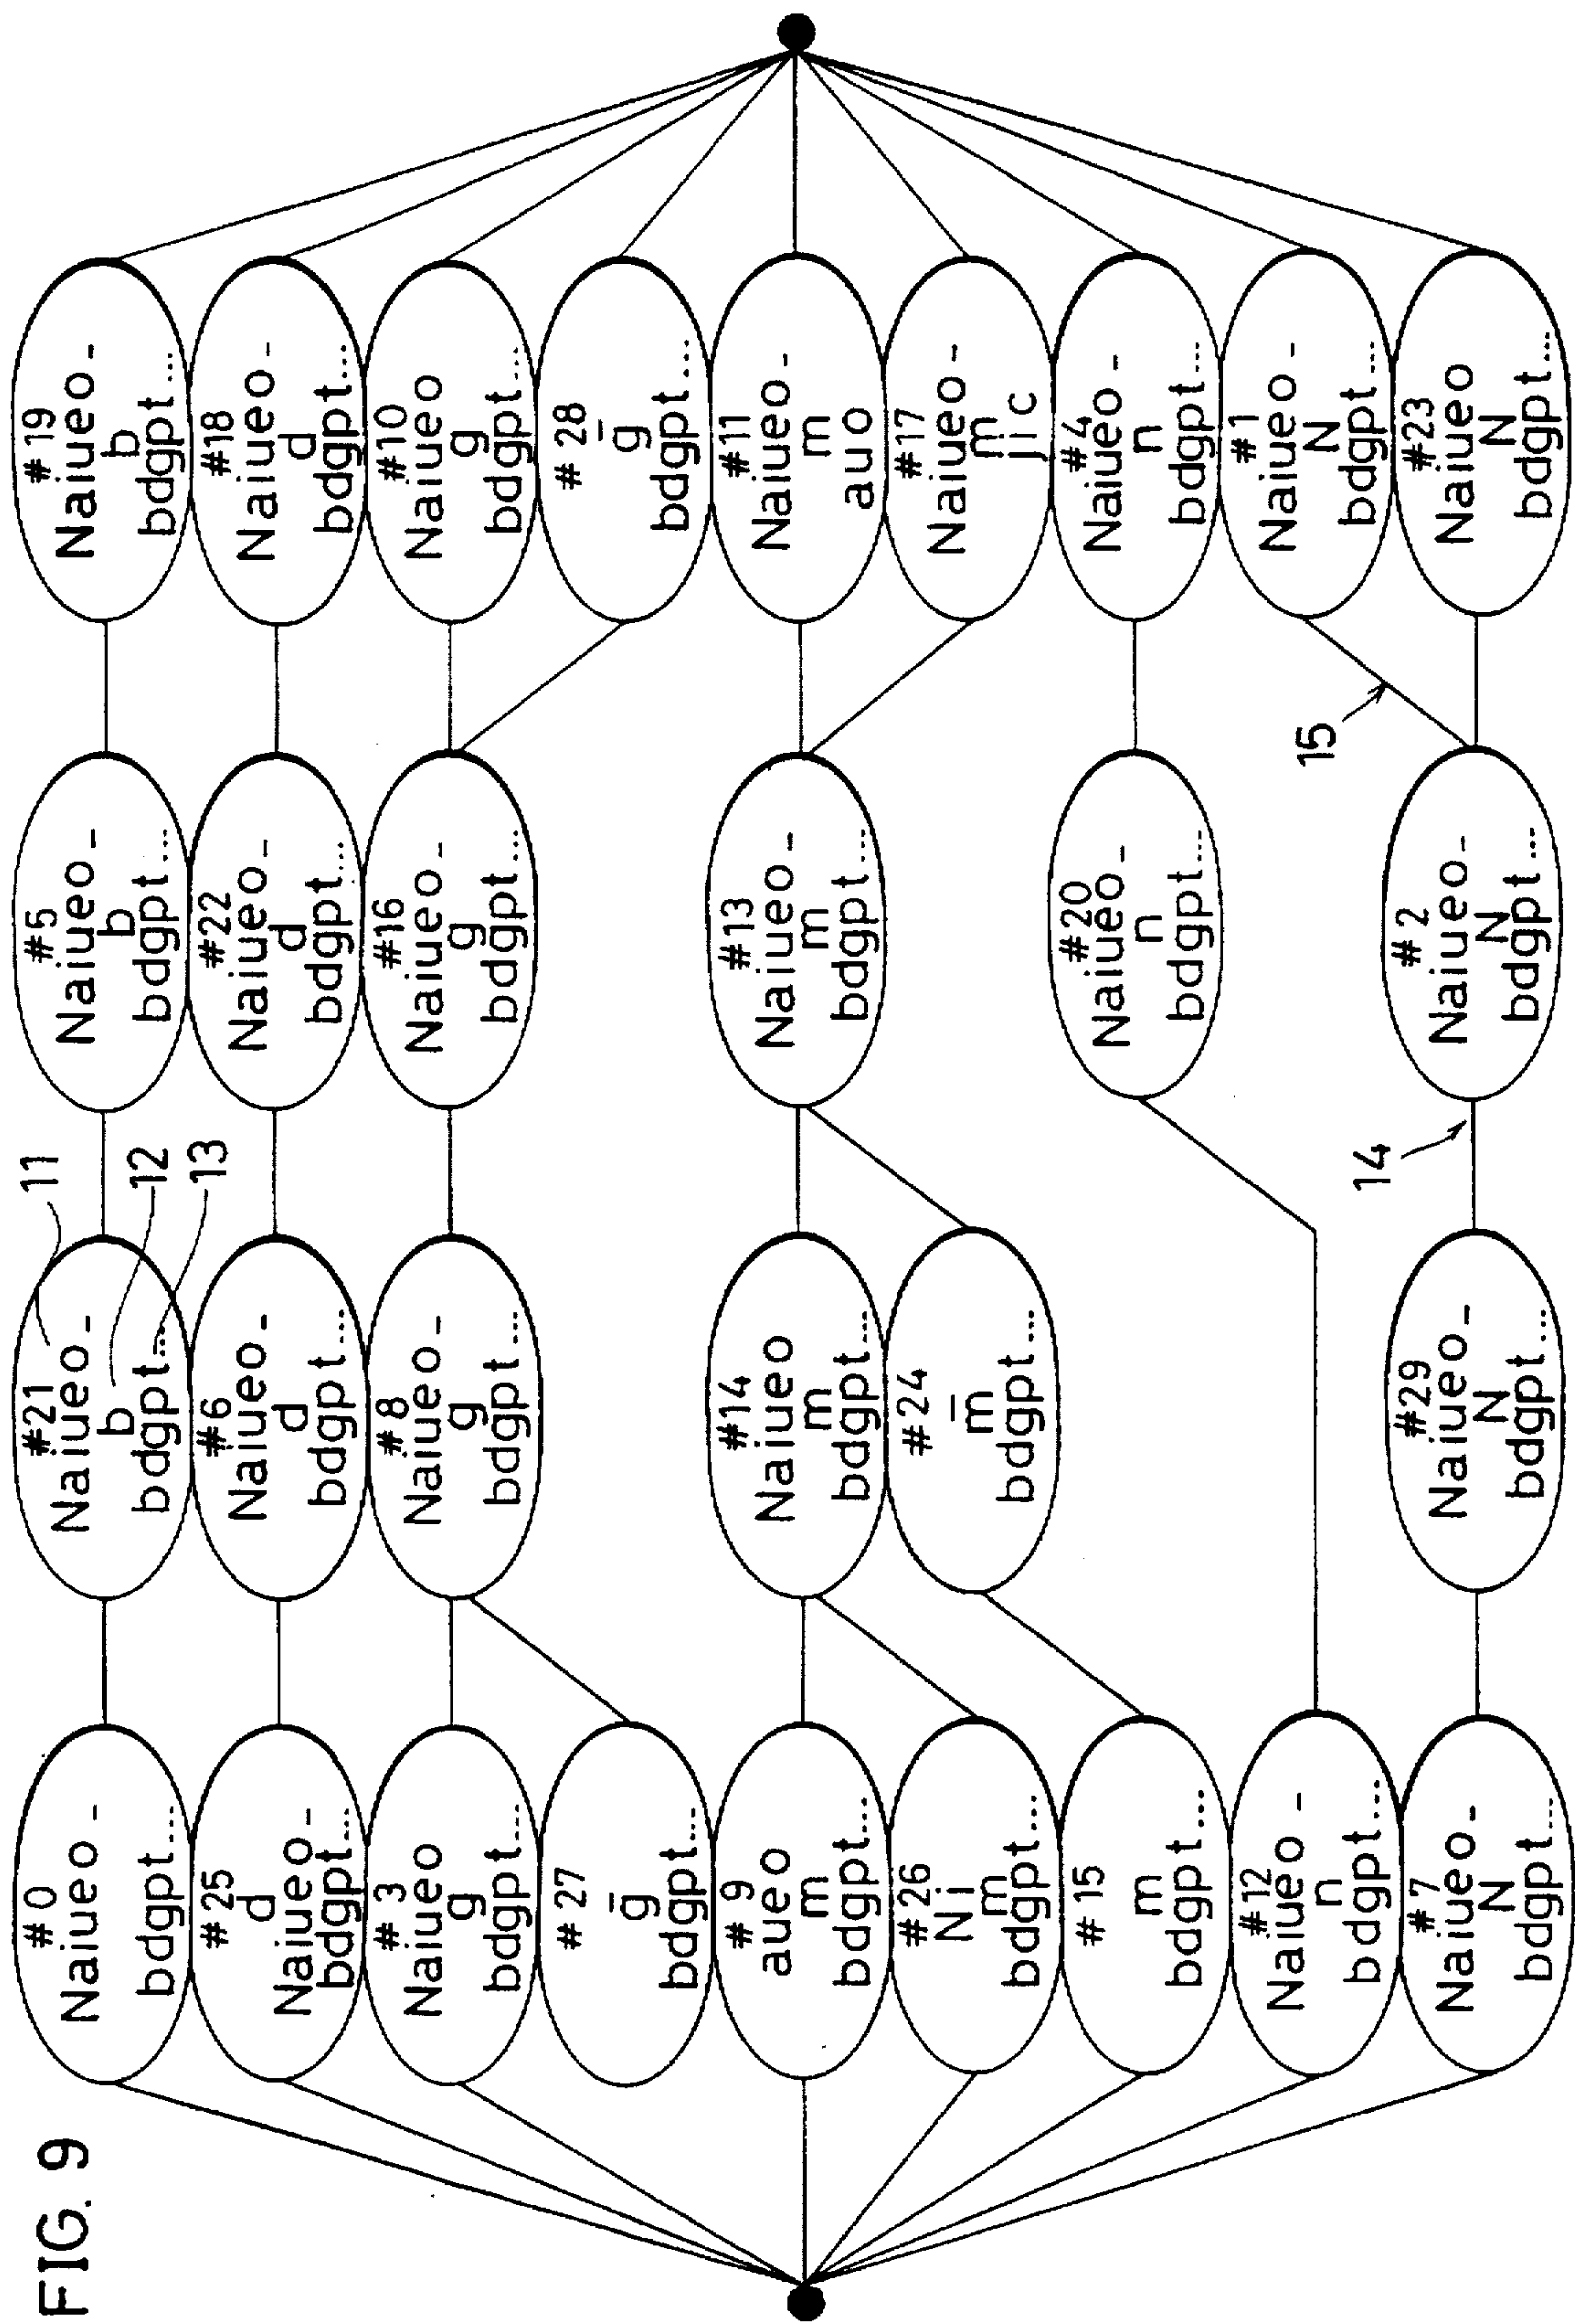 FIG. 9
#0
Naiueo -
bdgpt...
#21
Naiueo -
b
bdgpt...
11
12
13
#5
Naiueo -
b
bdgpt...
#19
Naiueo -
b
bdgpt...
#25
d
Naiueo -
bdgpt...
#6
Naiueo -
d
bdgpt...
#22
Naiueo -
d
bdgpt...
#18
Naiueo -
d
bdgpt...
#3
Naiueo
g
bdgpt...
#8
Naiueo -
g
bdgpt...
#16
Naiueo -
g
bdgpt...
#10
Naiueo
g
bdgpt...
#27
-
g
bdgpt...
#28
-
g
bdgpt...
#9
aueo
m
bdgpt...
#14
Naiueo
m
bdgpt...
#13
Naiueo -
m
bdgpt...
#11
Naiueo -
m
a u o
#26
Ni
m
bdgpt...
#24
-
m
bdgpt...
#17
Naiueo -
m
j i c
#15
m
bdgpt...
#20
Naiueo -
n
bdgpt...
#4
Naiueo -
n
bdgpt...
#12
Naiueo -
n
bdgpt...
#1
Naiueo -
N
bdgpt...
15
14
#7
Naiueo -
N
bdgpt...
#29
Naiueo -
N
bdgpt...
#2
Naiueo -
N
bdgpt...
#23
Naiueo
N
bdgpt...